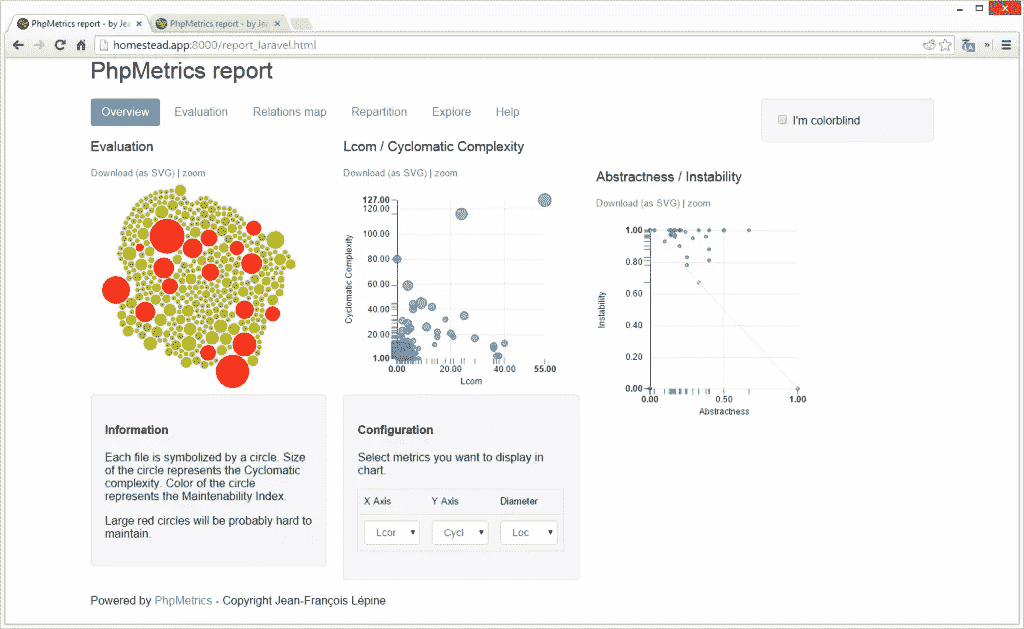 PhpMetrics report - by Jea
PhpMetrics report - by Jea
homestead.app:8000/report_laravel.html
PhpMetrics report
Overview
Evaluation
Relations map
Repartition
Explore
Help
I'm colorblind
Evaluation
Download (as SVG) | zoom
Lcom / Cyclomatic Complexity
Download (as SVG) | zoom
127.00
120.00
100.00
80.00
60.00
40.00
20.00
1.00
Cyclomatic Complexity
0.00
20.00
40.00
55.00
Lcom
Abstractness / Instability
Download (as SVG) | zoom
1.00
0.80
0.60
0.40
0.20
0.00
Instability
0.00
0.50
1.00
Abstractness
Information
Each file is symbolized by a circle. Size
of the circle represents the Cyclomatic
complexity. Color of the circle
represents the Maintenability Index.
Large red circles will be probably hard to
maintain.
Configuration
Select metrics you want to display in
chart.
X Axis
Y Axis
Diameter
Lcor
Cycl
Loc
Powered by PhpMetrics - Copyright Jean-François Lépine